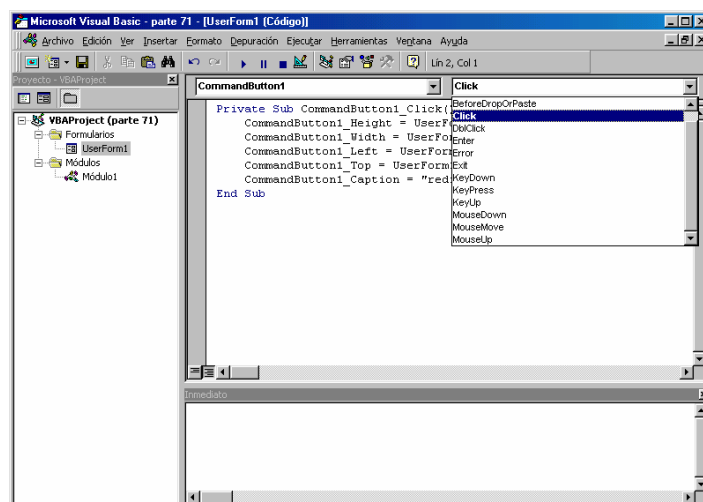 Microsoft Visual Basic - parte 71 - [UserForm1 (Código)]
Archivo Edición Ver Insertar Formato Depuración Ejecutar Herramientas Ventana Ayuda
Lín 2, Col 1
Proyecto - VBAProject
CommandButton1
Click
VBAProject (parte 71)
Formularios
UserForm1
Módulos
Módulo1
Private Sub CommandButton1_Click(
CommandButton1_Height = UserFo
CommandButton1_Width = UserFor
CommandButton1_Left = UserForm
CommandButton1_Top = UserForm1
CommandButton1_Caption = "red
End Sub
BeforeDropOrPaste
Click
DblClick
Enter
Error
Exit
KeyDown
KeyPress
KeyUp
MouseDown
MouseMove
MouseUp
Inmediato